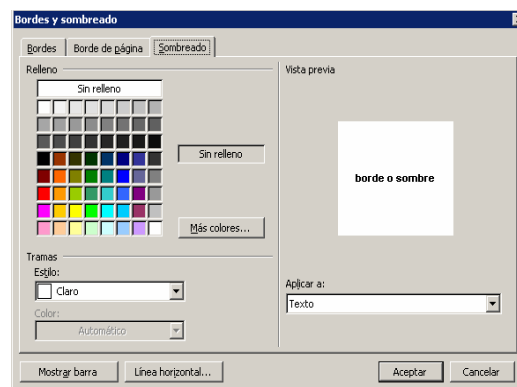 Bordes y sombreado
Bordes
Borde de página
Sombreado
Relleno
Sin relleno
Sin relleno
Más colores...
Tramas
Estilo:
Claro
Color:
Automático
Vista previa
borde o sombre
Aplicar a:
Texto
Mostrar barra
Línea horizontal...
Aceptar
Cancelar